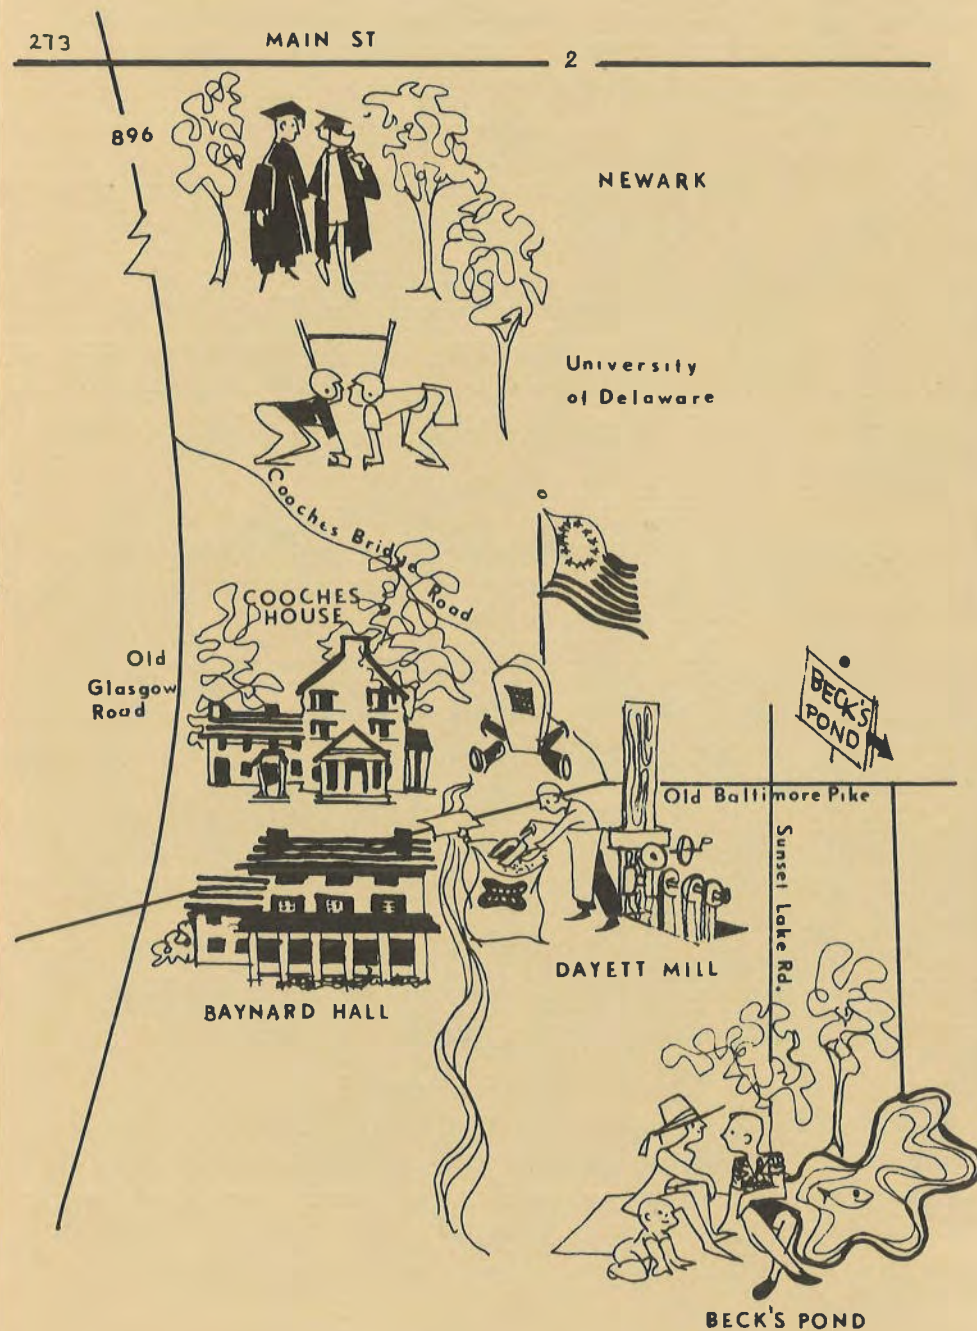 273
MAIN ST
2
896
NEWARK
University
of Delaware
Cooches Bridge Road
COOCHES
HOUSE
Old
Glasgow
Road
BECK'S
POND
Old Baltimore Pike
Sunset Lake Rd.
DAYETT MILL
BAYNARD HALL
BECK'S POND